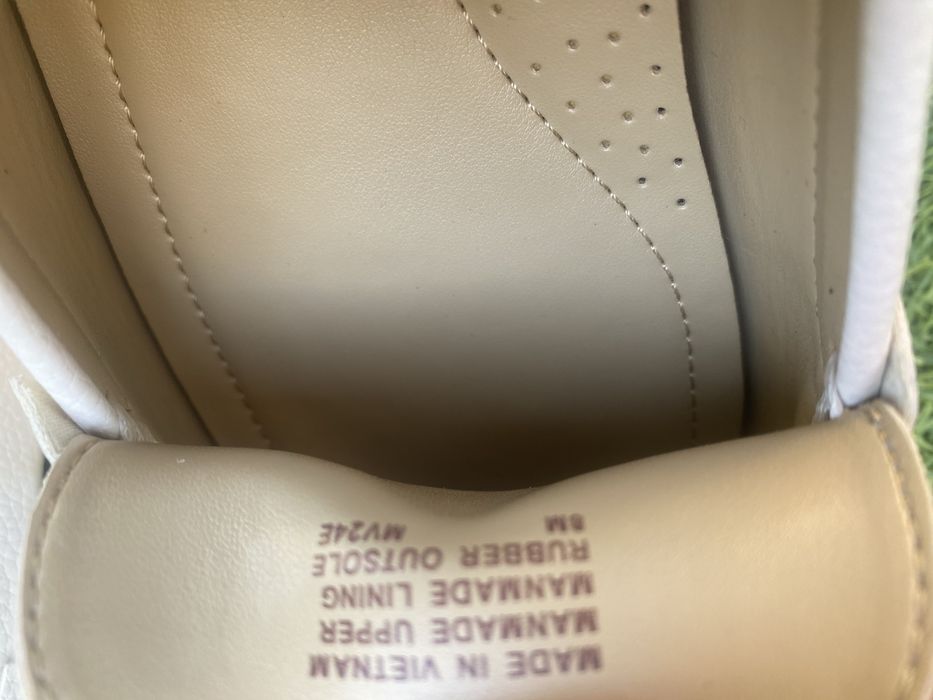 MADE IN VIETNAM
MANMADE UPPER
MANMADE LINING
RUBBER OUTSOLE
8M MV24E